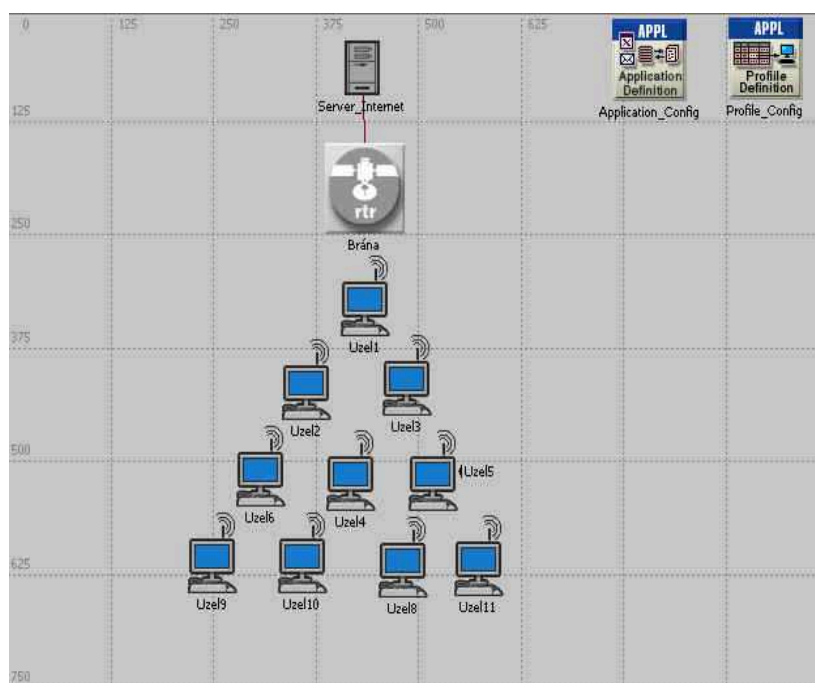 0 125 250 375 500 625
APPL
Application
Definition
Application_Config
APPL
Profile
Definition
Profile_Config
Server_Internet
125
rtr
250
Brána
375
Uzel1
Uzel2
Uzel3
500
Uzel5
Uzel6
Uzel4
625
Uzel9
Uzel10
Uzel8
Uzel11
750